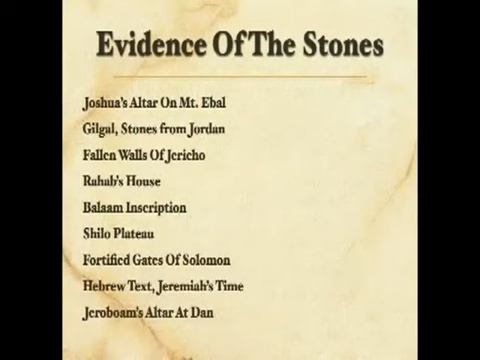 Evidence Of The Stones
Joshua's Altar On Mt. Ebal
Gilgal, Stones from Jordan
Fallen Walls Of Jericho
Rahab's House
Balaam Inscription
Shilo Plateau
Fortified Gates Of Solomon
Hebrew Text, Jeremiah's Time
Jeroboam's Altar At Dan